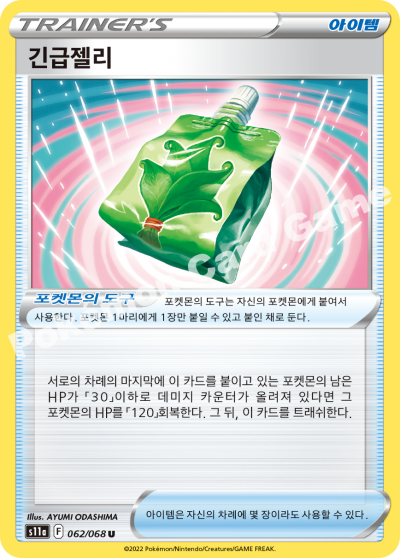 TRAINER'S 아이템
긴급젤리
포켓몬의 도구 포켓몬의 도구는 자신의 포켓몬에게 붙여서
사용한다. 포켓몬 1마리에게 1장만 붙일 수 있고 붙인 채로 둔다.
서로의 차례의 마지막에 이 카드를 붙이고 있는 포켓몬의 남은
HP가 「30」이하로 데미지 카운터가 올려져 있다면 그
포켓몬의 HP를 「120」회복한다. 그 뒤, 이 카드를 트래쉬한다.
Illus. AYUMI ODASHIMA
s11a F 062/068 U
아이템은 자신의 차례에 몇 장이라도 사용할 수 있다.
©2022 Pokémon/Nintendo/Creatures/GAME FREAK.
Pokémon Card Game